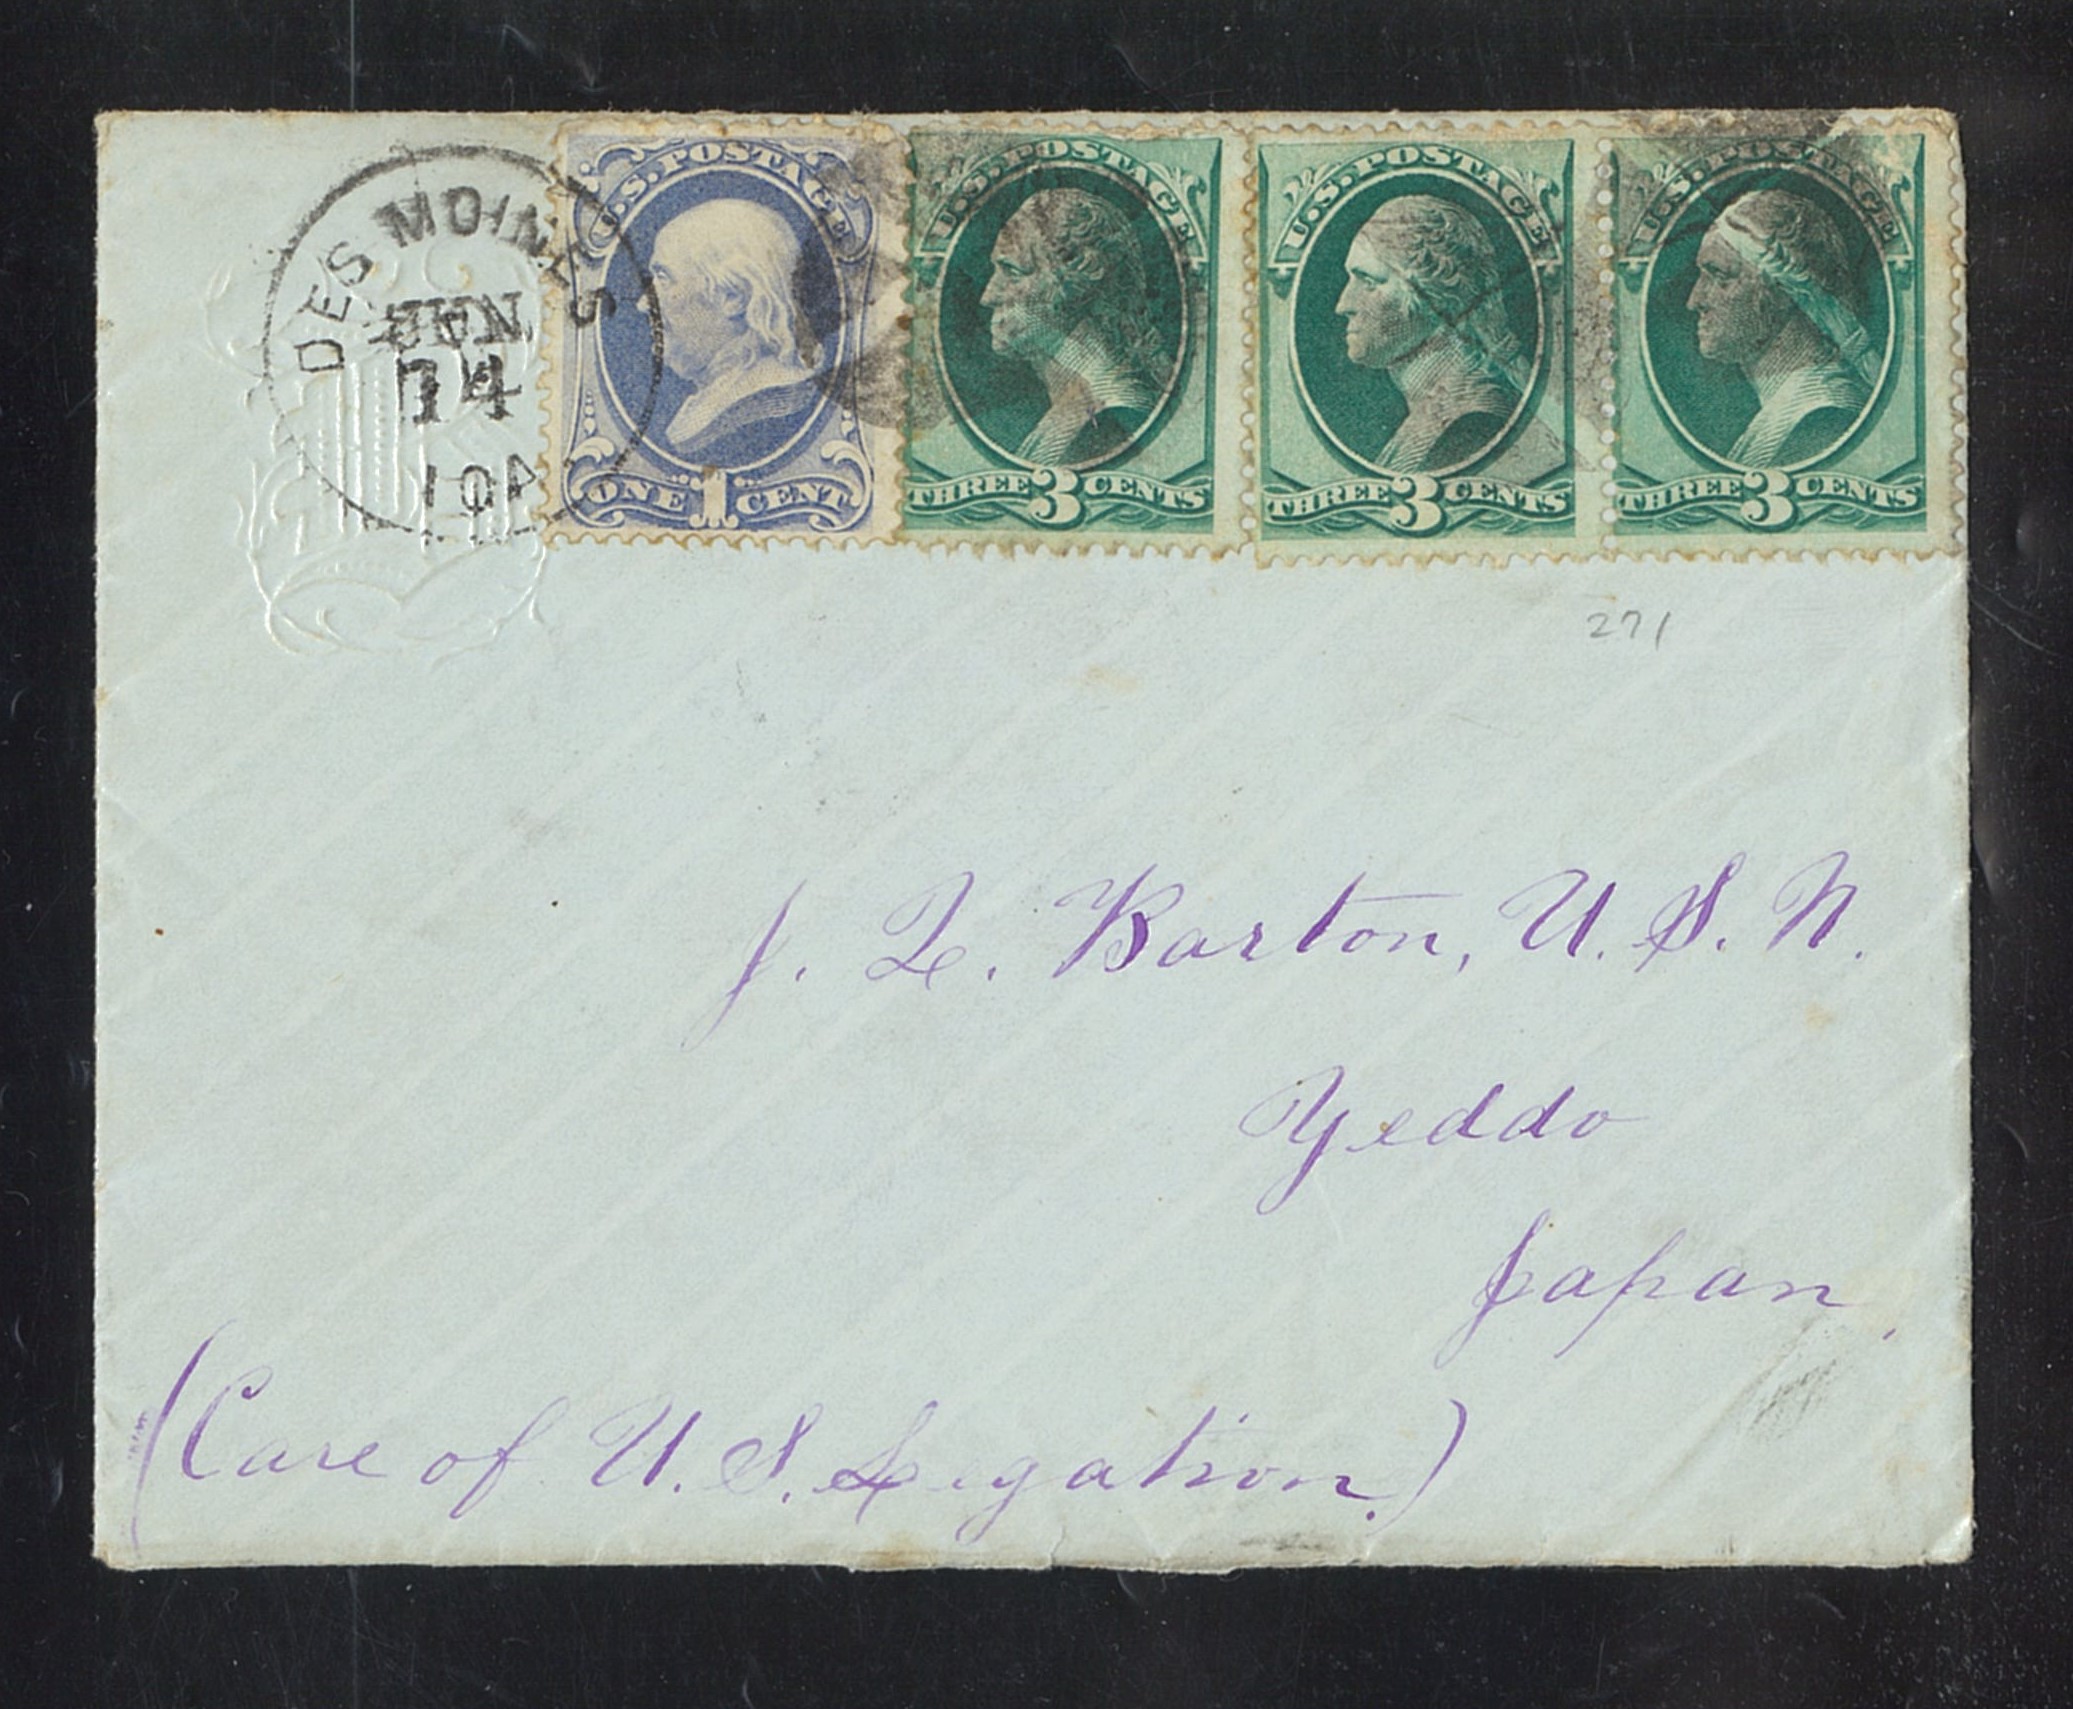 DES MOINES
14
IOA
U.S. POSTAGE
ONE 1 CENT
U.S. POSTAGE
THREE 3 CENTS
U.S. POSTAGE
THREE 3 CENTS
U.S. POSTAGE
THREE 3 CENTS
271
J. Q. Barton, U. S. N.
Yeddo
Japan,
(Care of U. S. Legation.)